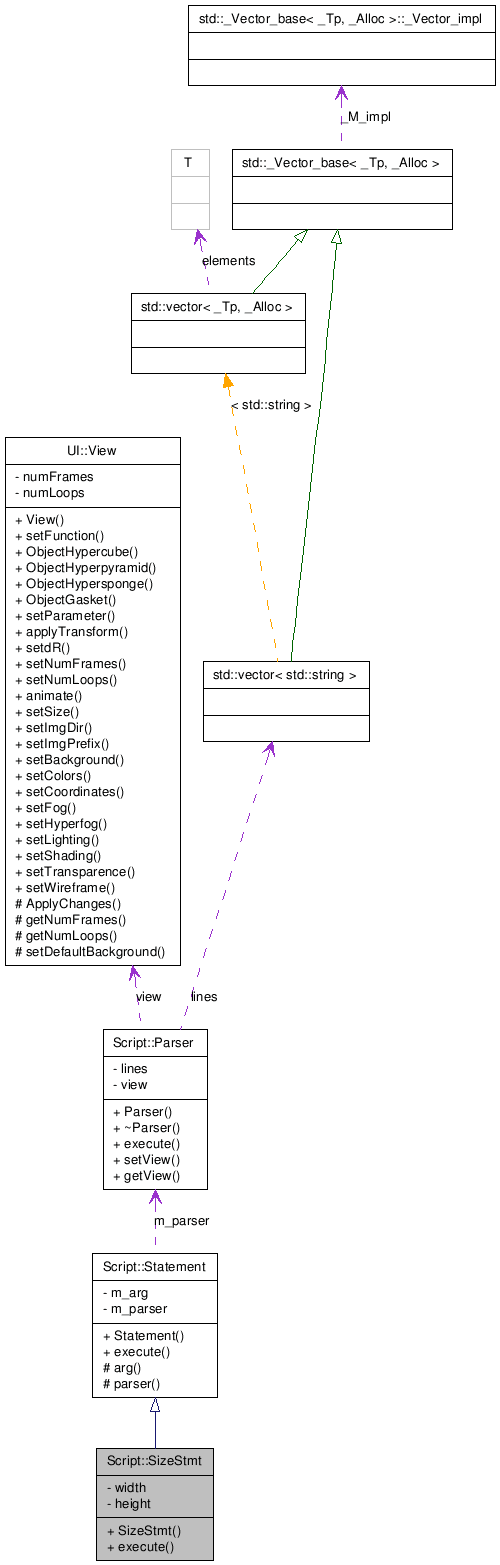 std::_Vector_base< _Tp, _Alloc >::_Vector_impl
_M_impl
T
std::_Vector_base< _Tp, _Alloc >
elements
std::vector< _Tp, _Alloc >
< std::string >
UI::View
- numFrames
- numLoops
+ View()
+ setFunction()
+ ObjectHypercube()
+ ObjectHyperpyramid()
+ ObjectHypersponge()
+ ObjectGasket()
+ setParameter()
+ applyTransform()
+ setdR()
+ setNumFrames()
+ setNumLoops()
+ animate()
+ setSize()
+ setImgDir()
+ setImgPrefix()
+ setBackground()
+ setColors()
+ setCoordinates()
+ setFog()
+ setHyperfog()
+ setLighting()
+ setShading()
+ setTransparence()
+ setWireframe()
# ApplyChanges()
# getNumFrames()
# getNumLoops()
# setDefaultBackground()
std::vector< std::string >
view
lines
Script::Parser
- lines
- view
+ Parser()
+ ~Parser()
+ execute()
+ setView()
+ getView()
m_parser
Script::Statement
- m_arg
- m_parser
+ Statement()
+ execute()
# arg()
# parser()
Script::SizeStmt
- width
- height
+ SizeStmt()
+ execute()